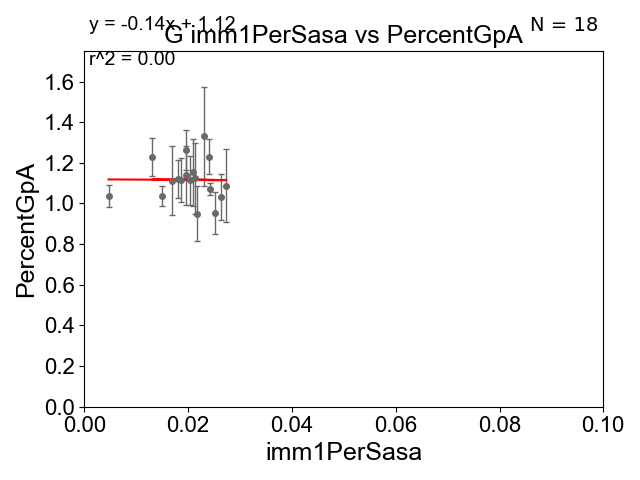 y = -0.14x + 1.12
G imm1PerSasa vs PercentGpA
N = 18
r^2 = 0.00
PercentGpA
1.6
1.4
1.2
1.0
0.8
0.6
0.4
0.2
0.0
0.00 0.02 0.04 0.06 0.08 0.10
imm1PerSasa